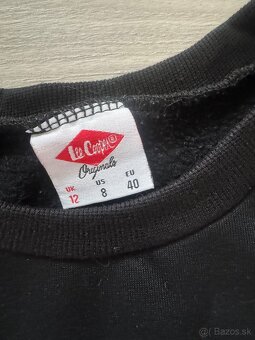 Lee Cooper®
Originals
UK US EU
12 8 40
© Bazos.sk